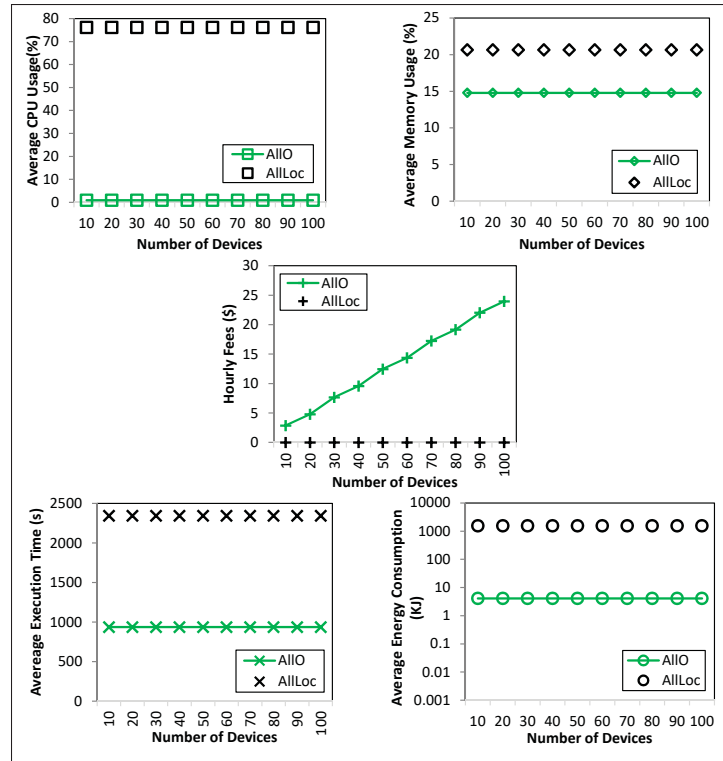 Average CPU Usage(%)
80
70
60
50
40
30
20
10
0
AllO
AllLoc
10 20 30 40 50 60 70 80 90 100
Number of Devices
Average Memory Usage (%)
25
20
15
10
5
0
AllO
AllLoc
10 20 30 40 50 60 70 80 90 100
Number of Devices
Hourly Fees ($)
30
25
20
15
10
5
0
AllO
AllLoc
10 20 30 40 50 60 70 80 90 100
Number of Devices
Avereage Execution Time (s)
2500
2000
1500
1000
500
0
AllO
AllLoc
10 20 30 40 50 60 70 80 90 100
Number of Devices
Average Energy Consumption
(KJ)
10000
1000
100
10
1
0.1
0.01
0.001
AllO
AllLoc
10 20 30 40 50 60 70 80 90 100
Number of Devices